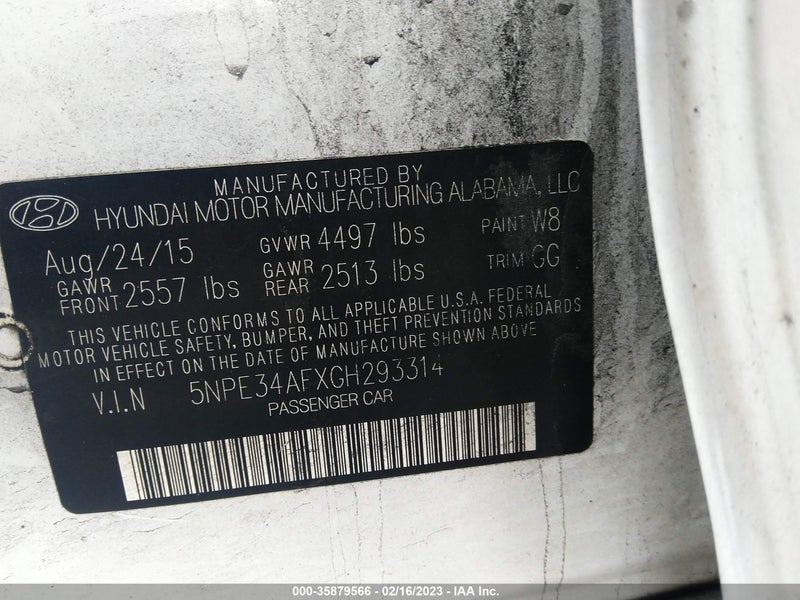 MANUFACTURED BY
HYUNDAI MOTOR MANUFACTURING ALABAMA, LLC
Aug/24/15 GVWR 4497 lbs PAINT W8
GAWR FRONT 2557 lbs GAWR REAR 2513 lbs TRIM GG
THIS VEHICLE CONFORMS TO ALL APPLICABLE U.S.A. FEDERAL
MOTOR VEHICLE SAFETY, BUMPER, AND THEFT PREVENTION STANDARDS
IN EFFECT ON THE DATE OF MANUFACTURE SHOWN ABOVE
V.I.N 5NPE34AFXGH293314
PASSENGER CAR
000-35879566 - 02/16/2023 - IAA Inc.